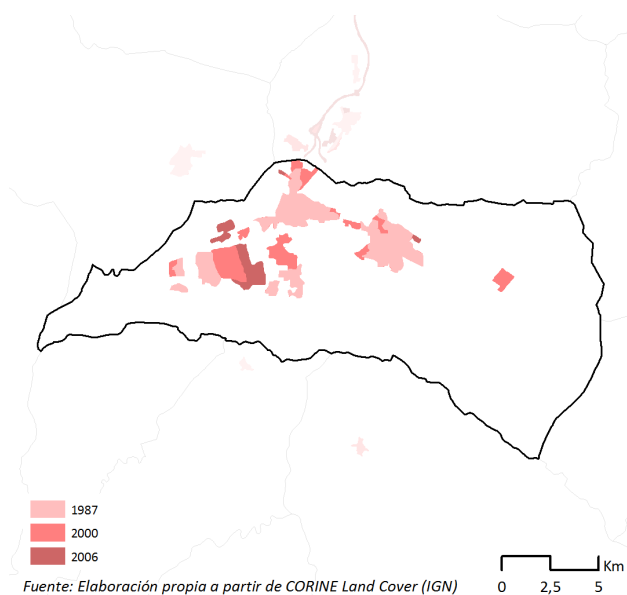 1987
2000
2006
Km
0 2,5 5
Fuente: Elaboración propia a partir de CORINE Land Cover (IGN)